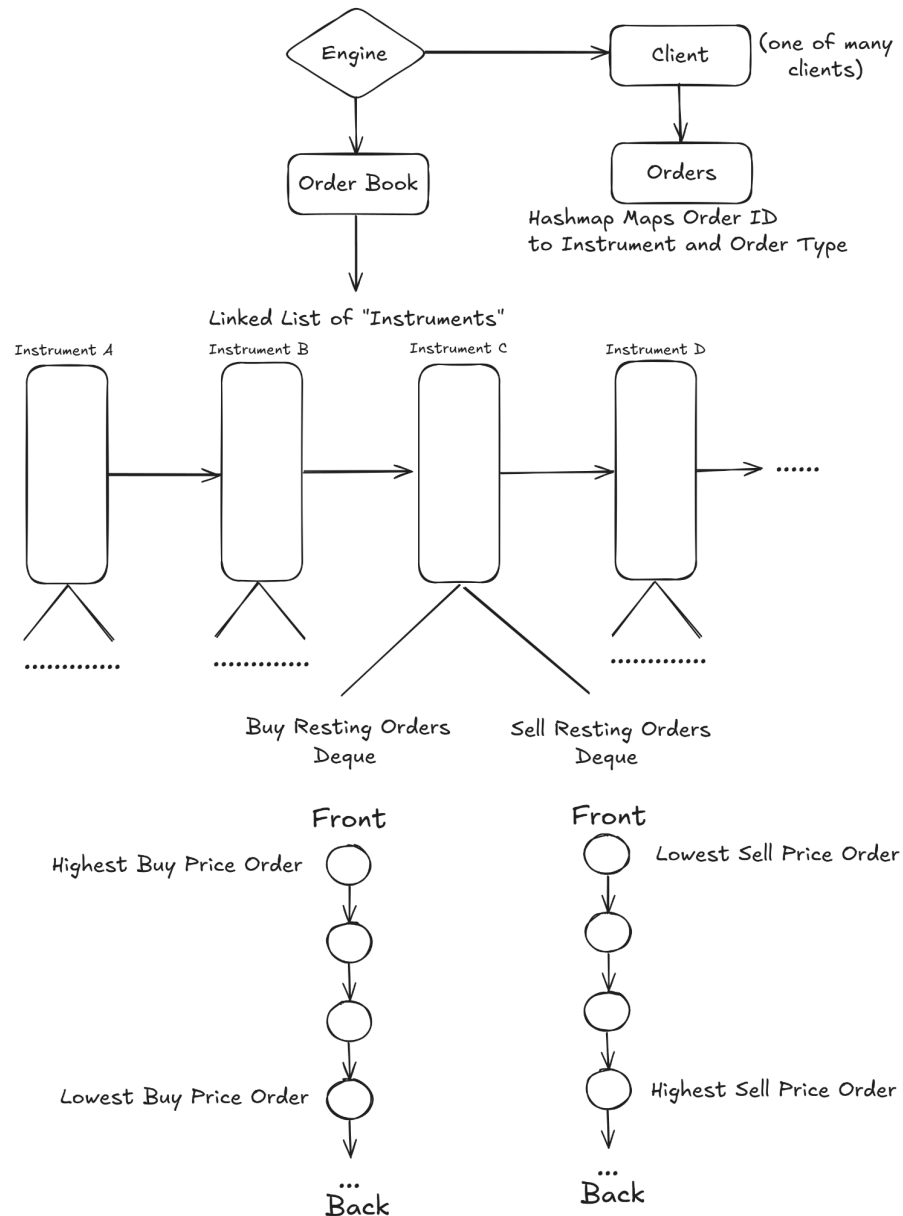 Engine
Client
(one of many
clients)
Order Book
Orders
Hashmap Maps Order ID
to Instrument and Order Type
Linked List of "Instruments"
Instrument A
Instrument B
Instrument C
Instrument D
......
.............
.............
.............
Buy Resting Orders
Deque
Sell Resting Orders
Deque
Front
Front
Highest Buy Price Order
Lowest Sell Price Order
Lowest Buy Price Order
Highest Sell Price Order
...
Back
...
Back